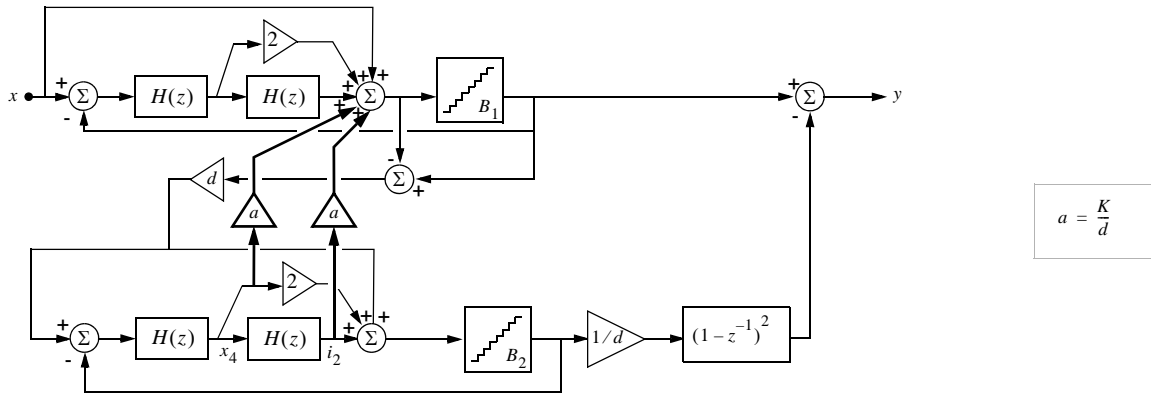 2
x + Σ H(z) H(z) + + + + + Σ B1 + Σ y
- -
- Σ +
d
a a
a = K/d
2
+ Σ H(z) H(z) + + + Σ B2 1/d (1 – z^-1)^2
- x4 i2